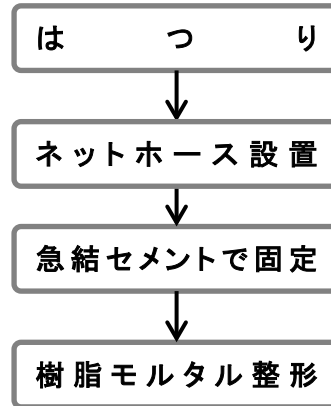 はつり
ネットホース設置
急結セメントで固定
樹脂モルタル整形